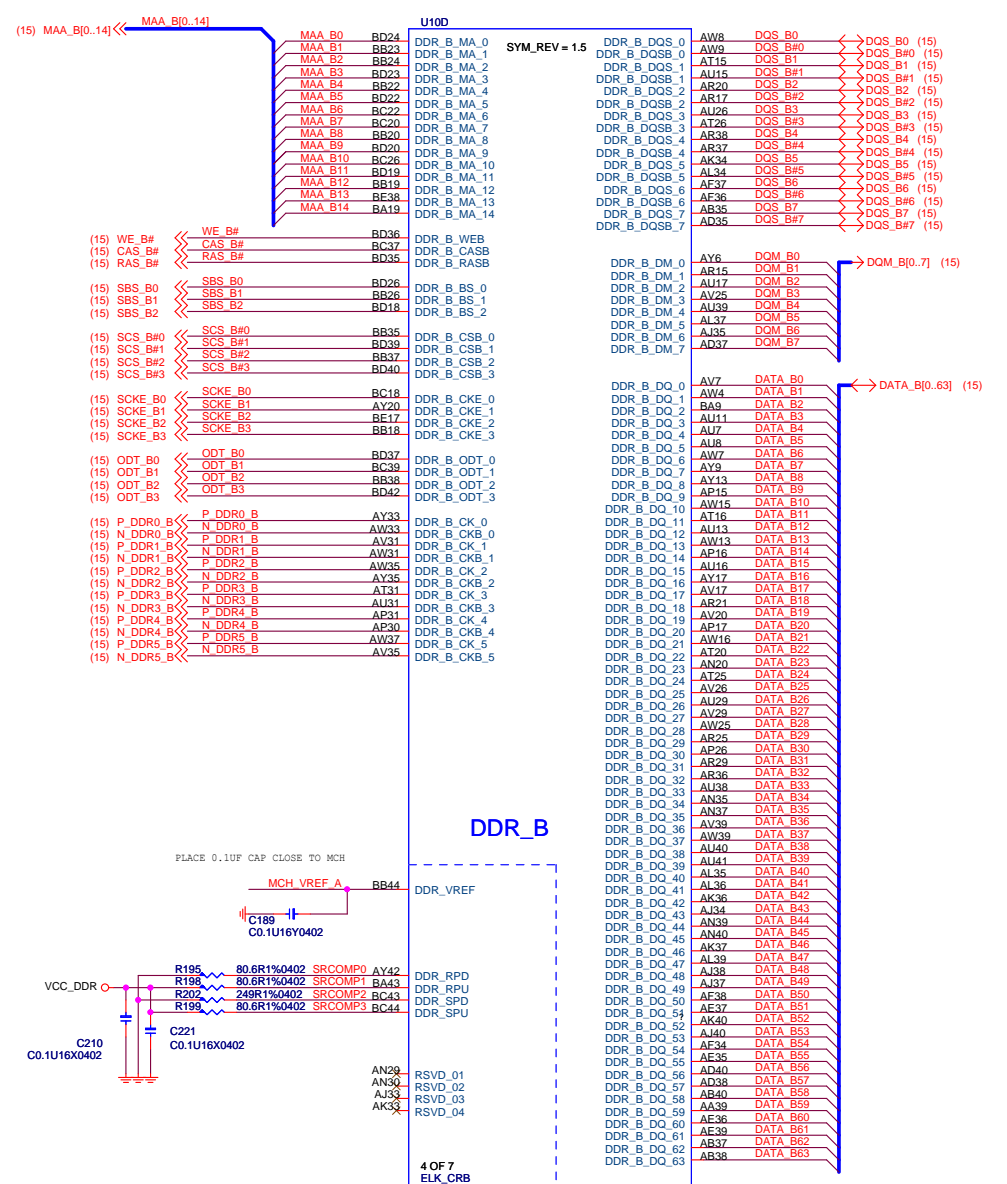 U10D
SYM_REV = 1.5
(15) MAA_B[0..14] MAA_B[0..14]
MAA_B0 BD24 DDR_B_MA_0
MAA_B1 BB23 DDR_B_MA_1
MAA_B2 BB24 DDR_B_MA_2
MAA_B3 BD23 DDR_B_MA_3
MAA_B4 BB22 DDR_B_MA_4
MAA_B5 BD22 DDR_B_MA_5
MAA_B6 BC22 DDR_B_MA_6
MAA_B7 BC20 DDR_B_MA_7
MAA_B8 BB20 DDR_B_MA_8
MAA_B9 BD20 DDR_B_MA_9
MAA_B10 BC26 DDR_B_MA_10
MAA_B11 BD19 DDR_B_MA_11
MAA_B12 BB19 DDR_B_MA_12
MAA_B13 BE38 DDR_B_MA_13
MAA_B14 BA19 DDR_B_MA_14
(15) WE_B# WE_B# BD36 DDR_B_WEB
(15) CAS_B# CAS_B# BC37 DDR_B_CASB
(15) RAS_B# RAS_B# BD35 DDR_B_RASB
(15) SBS_B0 SBS_B0 BD26 DDR_B_BS_0
(15) SBS_B1 SBS_B1 BB26 DDR_B_BS_1
(15) SBS_B2 SBS_B2 BD18 DDR_B_BS_2
(15) SCS_B#0 SCS_B#0 BB35 DDR_B_CSB_0
(15) SCS_B#1 SCS_B#1 BD39 DDR_B_CSB_1
(15) SCS_B#2 SCS_B#2 BB37 DDR_B_CSB_2
(15) SCS_B#3 SCS_B#3 BD40 DDR_B_CSB_3
(15) SCKE_B0 SCKE_B0 BC18 DDR_B_CKE_0
(15) SCKE_B1 SCKE_B1 AY20 DDR_B_CKE_1
(15) SCKE_B2 SCKE_B2 BE17 DDR_B_CKE_2
(15) SCKE_B3 SCKE_B3 BB18 DDR_B_CKE_3
(15) ODT_B0 ODT_B0 BD37 DDR_B_ODT_0
(15) ODT_B1 ODT_B1 BC39 DDR_B_ODT_1
(15) ODT_B2 ODT_B2 BB38 DDR_B_ODT_2
(15) ODT_B3 ODT_B3 BD42 DDR_B_ODT_3
(15) P_DDR0_B P_DDR0_B AY33 DDR_B_CK_0
(15) N_DDR0_B N_DDR0_B AW33 DDR_B_CKB_0
(15) P_DDR1_B P_DDR1_B AV31 DDR_B_CK_1
(15) N_DDR1_B N_DDR1_B AW31 DDR_B_CKB_1
(15) P_DDR2_B P_DDR2_B AW35 DDR_B_CK_2
(15) N_DDR2_B N_DDR2_B AY35 DDR_B_CKB_2
(15) P_DDR3_B P_DDR3_B AT31 DDR_B_CK_3
(15) N_DDR3_B N_DDR3_B AU31 DDR_B_CKB_3
(15) P_DDR4_B P_DDR4_B AP31 DDR_B_CK_4
(15) N_DDR4_B N_DDR4_B AP30 DDR_B_CKB_4
(15) P_DDR5_B P_DDR5_B AW37 DDR_B_CK_5
(15) N_DDR5_B N_DDR5_B AV35 DDR_B_CKB_5
DDR_B
PLACE 0.1UF CAP CLOSE TO MCH
MCH_VREF_A BB44 DDR_VREF
C189
C0.1U16Y0402
R195 80.6R1%0402 SRCOMP0 AY42 DDR_RPD
VCC_DDR R198 80.6R1%0402 SRCOMP1 BA43 DDR_RPU
R202 249R1%0402 SRCOMP2 BC43 DDR_SPD
R199 80.6R1%0402 SRCOMP3 BC44 DDR_SPU
C210
C0.1U16X0402
C221
C0.1U16X0402
AN29 RSVD_01
AN30 RSVD_02
AJ33 RSVD_03
AK33 RSVD_04
4 OF 7
ELK_CRB
DDR_B_DQS_0 AW8 DQS_B0 DQS_B0 (15)
DDR_B_DQSB_0 AW9 DQS_B#0 DQS_B#0 (15)
DDR_B_DQS_1 AT15 DQS_B1 DQS_B1 (15)
DDR_B_DQSB_1 AU15 DQS_B#1 DQS_B#1 (15)
DDR_B_DQS_2 AR20 DQS_B2 DQS_B2 (15)
DDR_B_DQSB_2 AR17 DQS_B#2 DQS_B#2 (15)
DDR_B_DQS_3 AU26 DQS_B3 DQS_B3 (15)
DDR_B_DQSB_3 AT26 DQS_B#3 DQS_B#3 (15)
DDR_B_DQS_4 AR38 DQS_B4 DQS_B4 (15)
DDR_B_DQSB_4 AR37 DQS_B#4 DQS_B#4 (15)
DDR_B_DQS_5 AK34 DQS_B5 DQS_B5 (15)
DDR_B_DQSB_5 AL34 DQS_B#5 DQS_B#5 (15)
DDR_B_DQS_6 AF37 DQS_B6 DQS_B6 (15)
DDR_B_DQSB_6 AF36 DQS_B#6 DQS_B#6 (15)
DDR_B_DQS_7 AB35 DQS_B7 DQS_B7 (15)
DDR_B_DQSB_7 AD35 DQS_B#7 DQS_B#7 (15)
DDR_B_DM_0 AY6 DQM_B0 DQM_B[0..7] (15)
DDR_B_DM_1 AR15 DQM_B1
DDR_B_DM_2 AU17 DQM_B2
DDR_B_DM_3 AV25 DQM_B3
DDR_B_DM_4 AU39 DQM_B4
DDR_B_DM_5 AL37 DQM_B5
DDR_B_DM_6 AJ35 DQM_B6
DDR_B_DM_7 AD37 DQM_B7
DDR_B_DQ_0 AV7 DATA_B0 DATA_B[0..63] (15)
DDR_B_DQ_1 AW4 DATA_B1
DDR_B_DQ_2 BA9 DATA_B2
DDR_B_DQ_3 AU11 DATA_B3
DDR_B_DQ_4 AU7 DATA_B4
DDR_B_DQ_5 AU8 DATA_B5
DDR_B_DQ_6 AW7 DATA_B6
DDR_B_DQ_7 AY9 DATA_B7
DDR_B_DQ_8 AY13 DATA_B8
DDR_B_DQ_9 AP15 DATA_B9
DDR_B_DQ_10 AW15 DATA_B10
DDR_B_DQ_11 AT16 DATA_B11
DDR_B_DQ_12 AU13 DATA_B12
DDR_B_DQ_13 AW13 DATA_B13
DDR_B_DQ_14 AP16 DATA_B14
DDR_B_DQ_15 AU16 DATA_B15
DDR_B_DQ_16 AY17 DATA_B16
DDR_B_DQ_17 AV17 DATA_B17
DDR_B_DQ_18 AR21 DATA_B18
DDR_B_DQ_19 AV20 DATA_B19
DDR_B_DQ_20 AP17 DATA_B20
DDR_B_DQ_21 AW16 DATA_B21
DDR_B_DQ_22 AT20 DATA_B22
DDR_B_DQ_23 AN20 DATA_B23
DDR_B_DQ_24 AT25 DATA_B24
DDR_B_DQ_25 AV26 DATA_B25
DDR_B_DQ_26 AU29 DATA_B26
DDR_B_DQ_27 AV29 DATA_B27
DDR_B_DQ_28 AW25 DATA_B28
DDR_B_DQ_29 AR25 DATA_B29
DDR_B_DQ_30 AP26 DATA_B30
DDR_B_DQ_31 AR29 DATA_B31
DDR_B_DQ_32 AR36 DATA_B32
DDR_B_DQ_33 AU38 DATA_B33
DDR_B_DQ_34 AN35 DATA_B34
DDR_B_DQ_35 AN37 DATA_B35
DDR_B_DQ_36 AV39 DATA_B36
DDR_B_DQ_37 AW39 DATA_B37
DDR_B_DQ_38 AU40 DATA_B38
DDR_B_DQ_39 AU41 DATA_B39
DDR_B_DQ_40 AL35 DATA_B40
DDR_B_DQ_41 AL36 DATA_B41
DDR_B_DQ_42 AK36 DATA_B42
DDR_B_DQ_43 AJ34 DATA_B43
DDR_B_DQ_44 AN39 DATA_B44
DDR_B_DQ_45 AN40 DATA_B45
DDR_B_DQ_46 AK37 DATA_B46
DDR_B_DQ_47 AL39 DATA_B47
DDR_B_DQ_48 AJ38 DATA_B48
DDR_B_DQ_49 AJ37 DATA_B49
DDR_B_DQ_50 AF38 DATA_B50
DDR_B_DQ_51 AE37 DATA_B51
DDR_B_DQ_52 AK40 DATA_B52
DDR_B_DQ_53 AJ40 DATA_B53
DDR_B_DQ_54 AF34 DATA_B54
DDR_B_DQ_55 AE35 DATA_B55
DDR_B_DQ_56 AD40 DATA_B56
DDR_B_DQ_57 AD38 DATA_B57
DDR_B_DQ_58 AB40 DATA_B58
DDR_B_DQ_59 AA39 DATA_B59
DDR_B_DQ_60 AE36 DATA_B60
DDR_B_DQ_61 AE39 DATA_B61
DDR_B_DQ_62 AB37 DATA_B62
DDR_B_DQ_63 AB38 DATA_B63